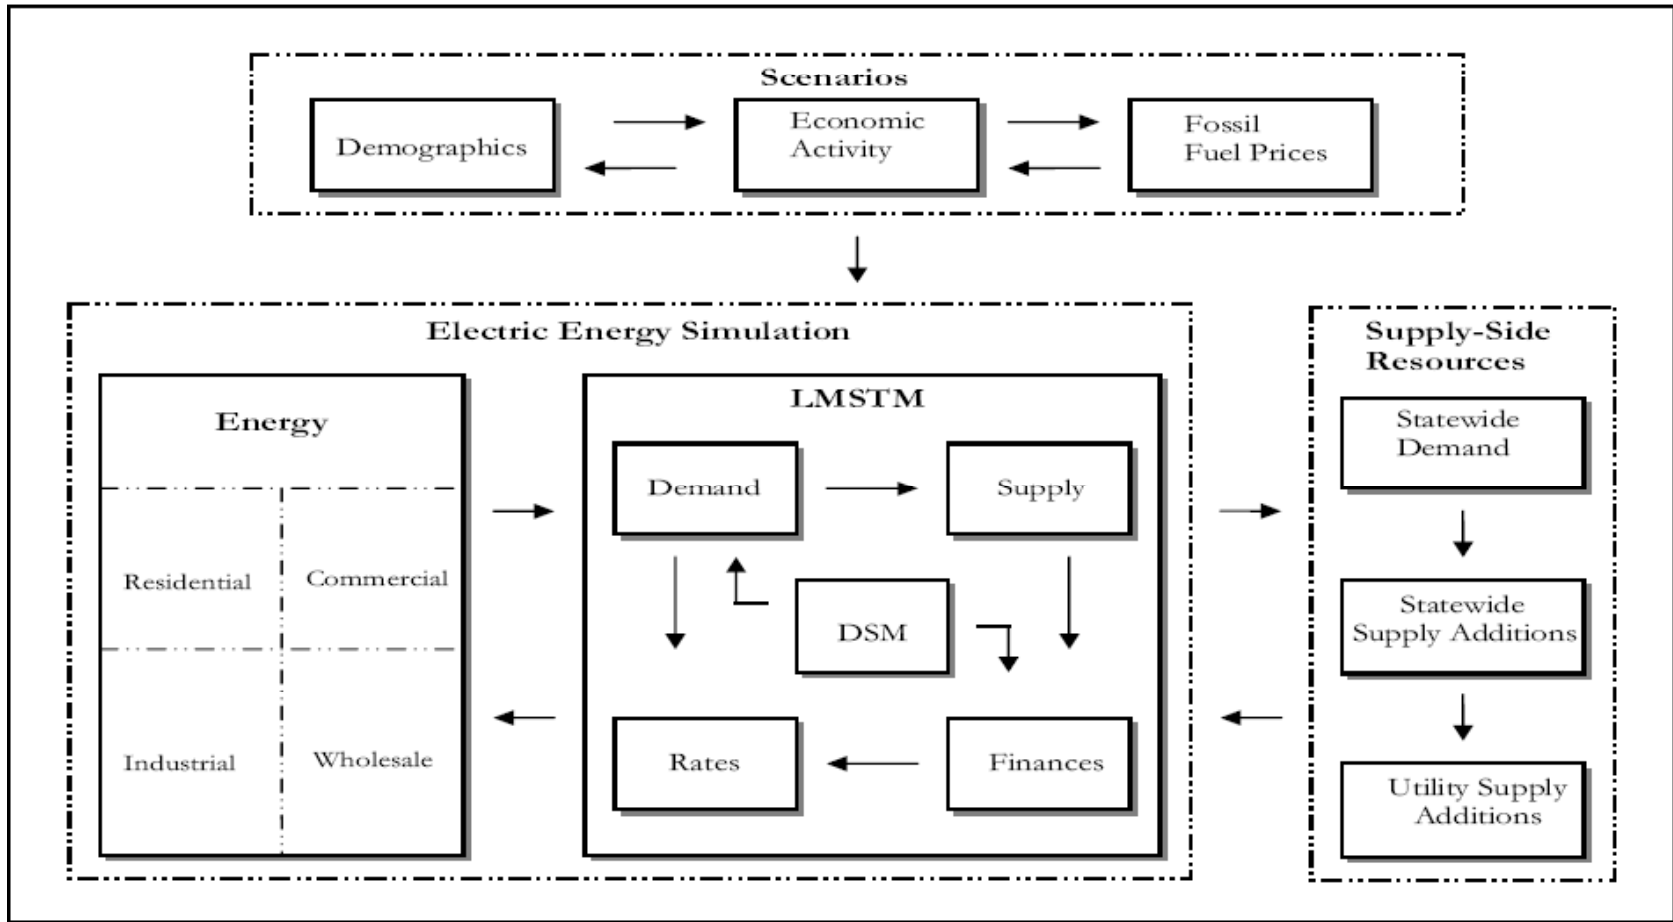 Scenarios
Demographics
Economic
Activity
Fossil
Fuel Prices
Electric Energy Simulation
Energy
Residential
Commercial
Industrial
Wholesale
LMSTM
Demand
Supply
DSM
Rates
Finances
Supply-Side
Resources
Statewide
Demand
Statewide
Supply Additions
Utility Supply
Additions